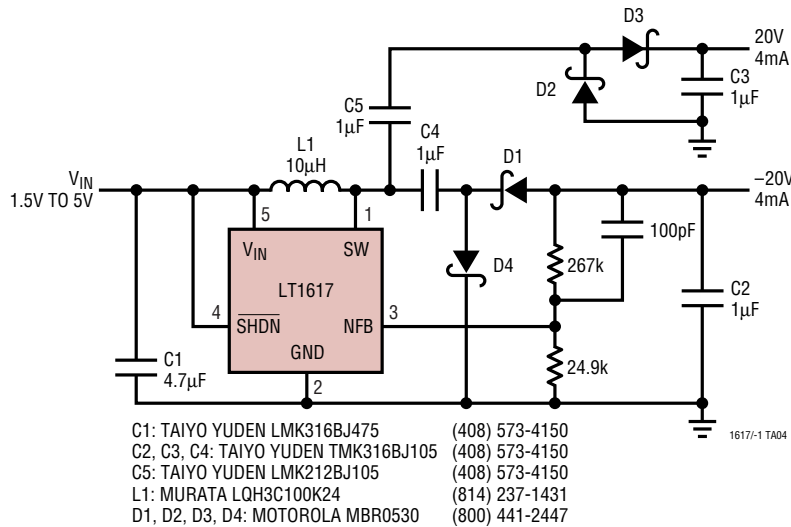 D3
20V
4mA
D2
C3
1µF
C5
1µF
C4
1µF
L1
10µH
D1
VIN
1.5V TO 5V
–20V
4mA
5
1
VIN
SW
100pF
D4
267k
LT1617
C2
1µF
4
SHDN
NFB
3
GND
24.9k
C1
4.7µF
2
C1: TAIYO YUDEN LMK316BJ475 (408) 573-4150
C2, C3, C4: TAIYO YUDEN TMK316BJ105 (408) 573-4150
C5: TAIYO YUDEN LMK212BJ105 (408) 573-4150
L1: MURATA LQH3C100K24 (814) 237-1431
D1, D2, D3, D4: MOTOROLA MBR0530 (800) 441-2447
1617/-1 TA04